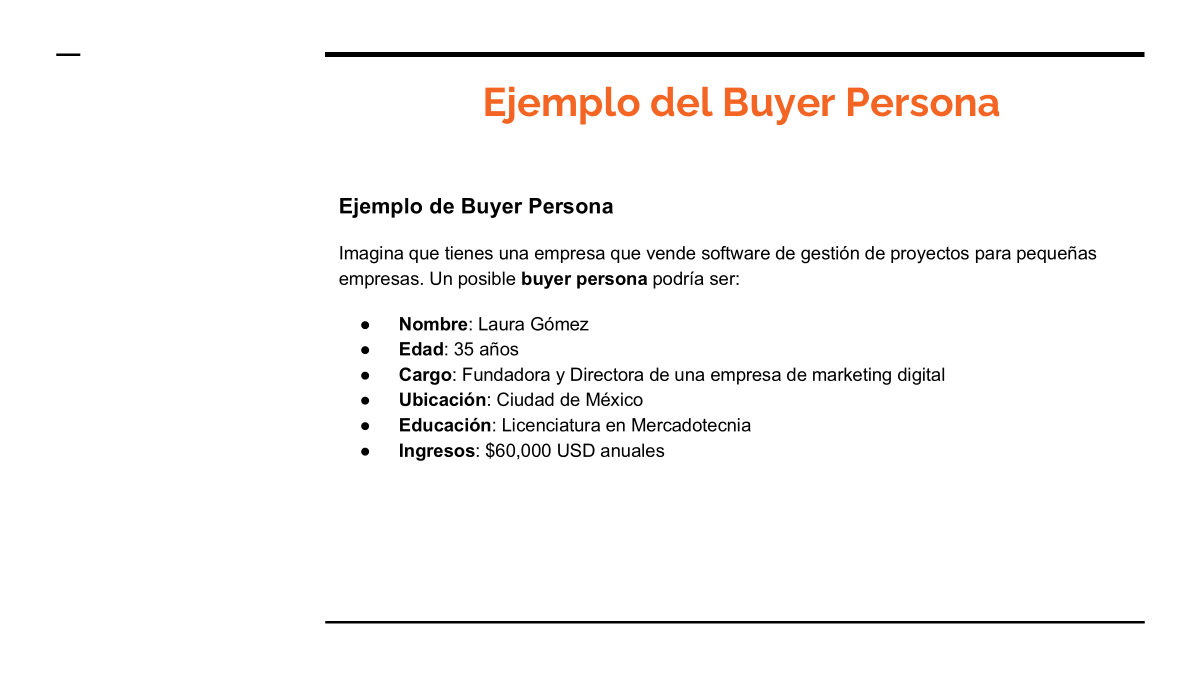 Ejemplo del Buyer Persona
Ejemplo de Buyer Persona
Imagina que tienes una empresa que vende software de gestión de proyectos para pequeñas
empresas. Un posible buyer persona podría ser:
● Nombre: Laura Gómez
● Edad: 35 años
● Cargo: Fundadora y Directora de una empresa de marketing digital
● Ubicación: Ciudad de México
● Educación: Licenciatura en Mercadotecnia
● Ingresos: $60,000 USD anuales